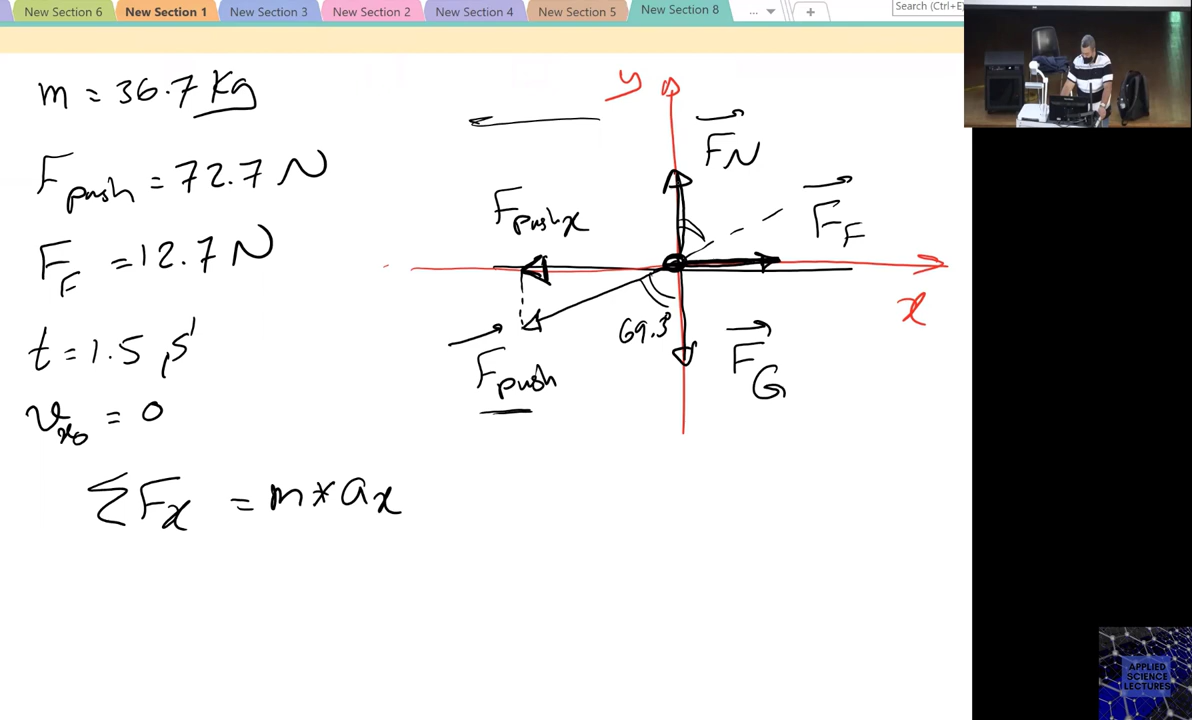 New Section 6 New Section 1 New Section 3 New Section 2 New Section 4 New Section 5 New Section 8 ... +
Search (Ctrl+E)
m = 36.7 Kg
F push = 72.7 N
F F = 12.7 N
t = 1.5 s
v x0 = 0
ΣF x = m * a x
y
F N
F push x
F F
x
69.3°
F push
F G
APPLIED
SCIENCE
LECTURES